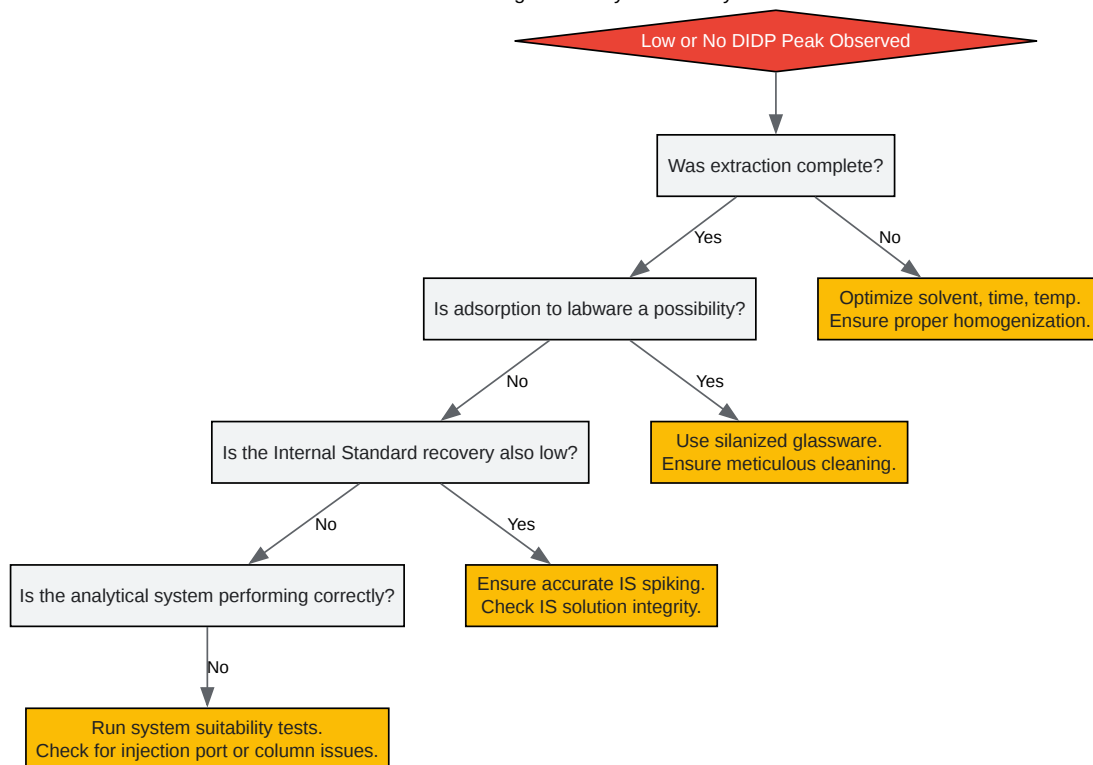 Low or No DIDP Peak Observed
Was extraction complete?
Yes
No
Is adsorption to labware a possibility?
Optimize solvent, time, temp.
Ensure proper homogenization.
No
Yes
Is the Internal Standard recovery also low?
Use silanized glassware.
Ensure meticulous cleaning.
No
Yes
Is the analytical system performing correctly?
Ensure accurate IS spiking.
Check IS solution integrity.
No
Run system suitability tests.
Check for injection port or column issues.